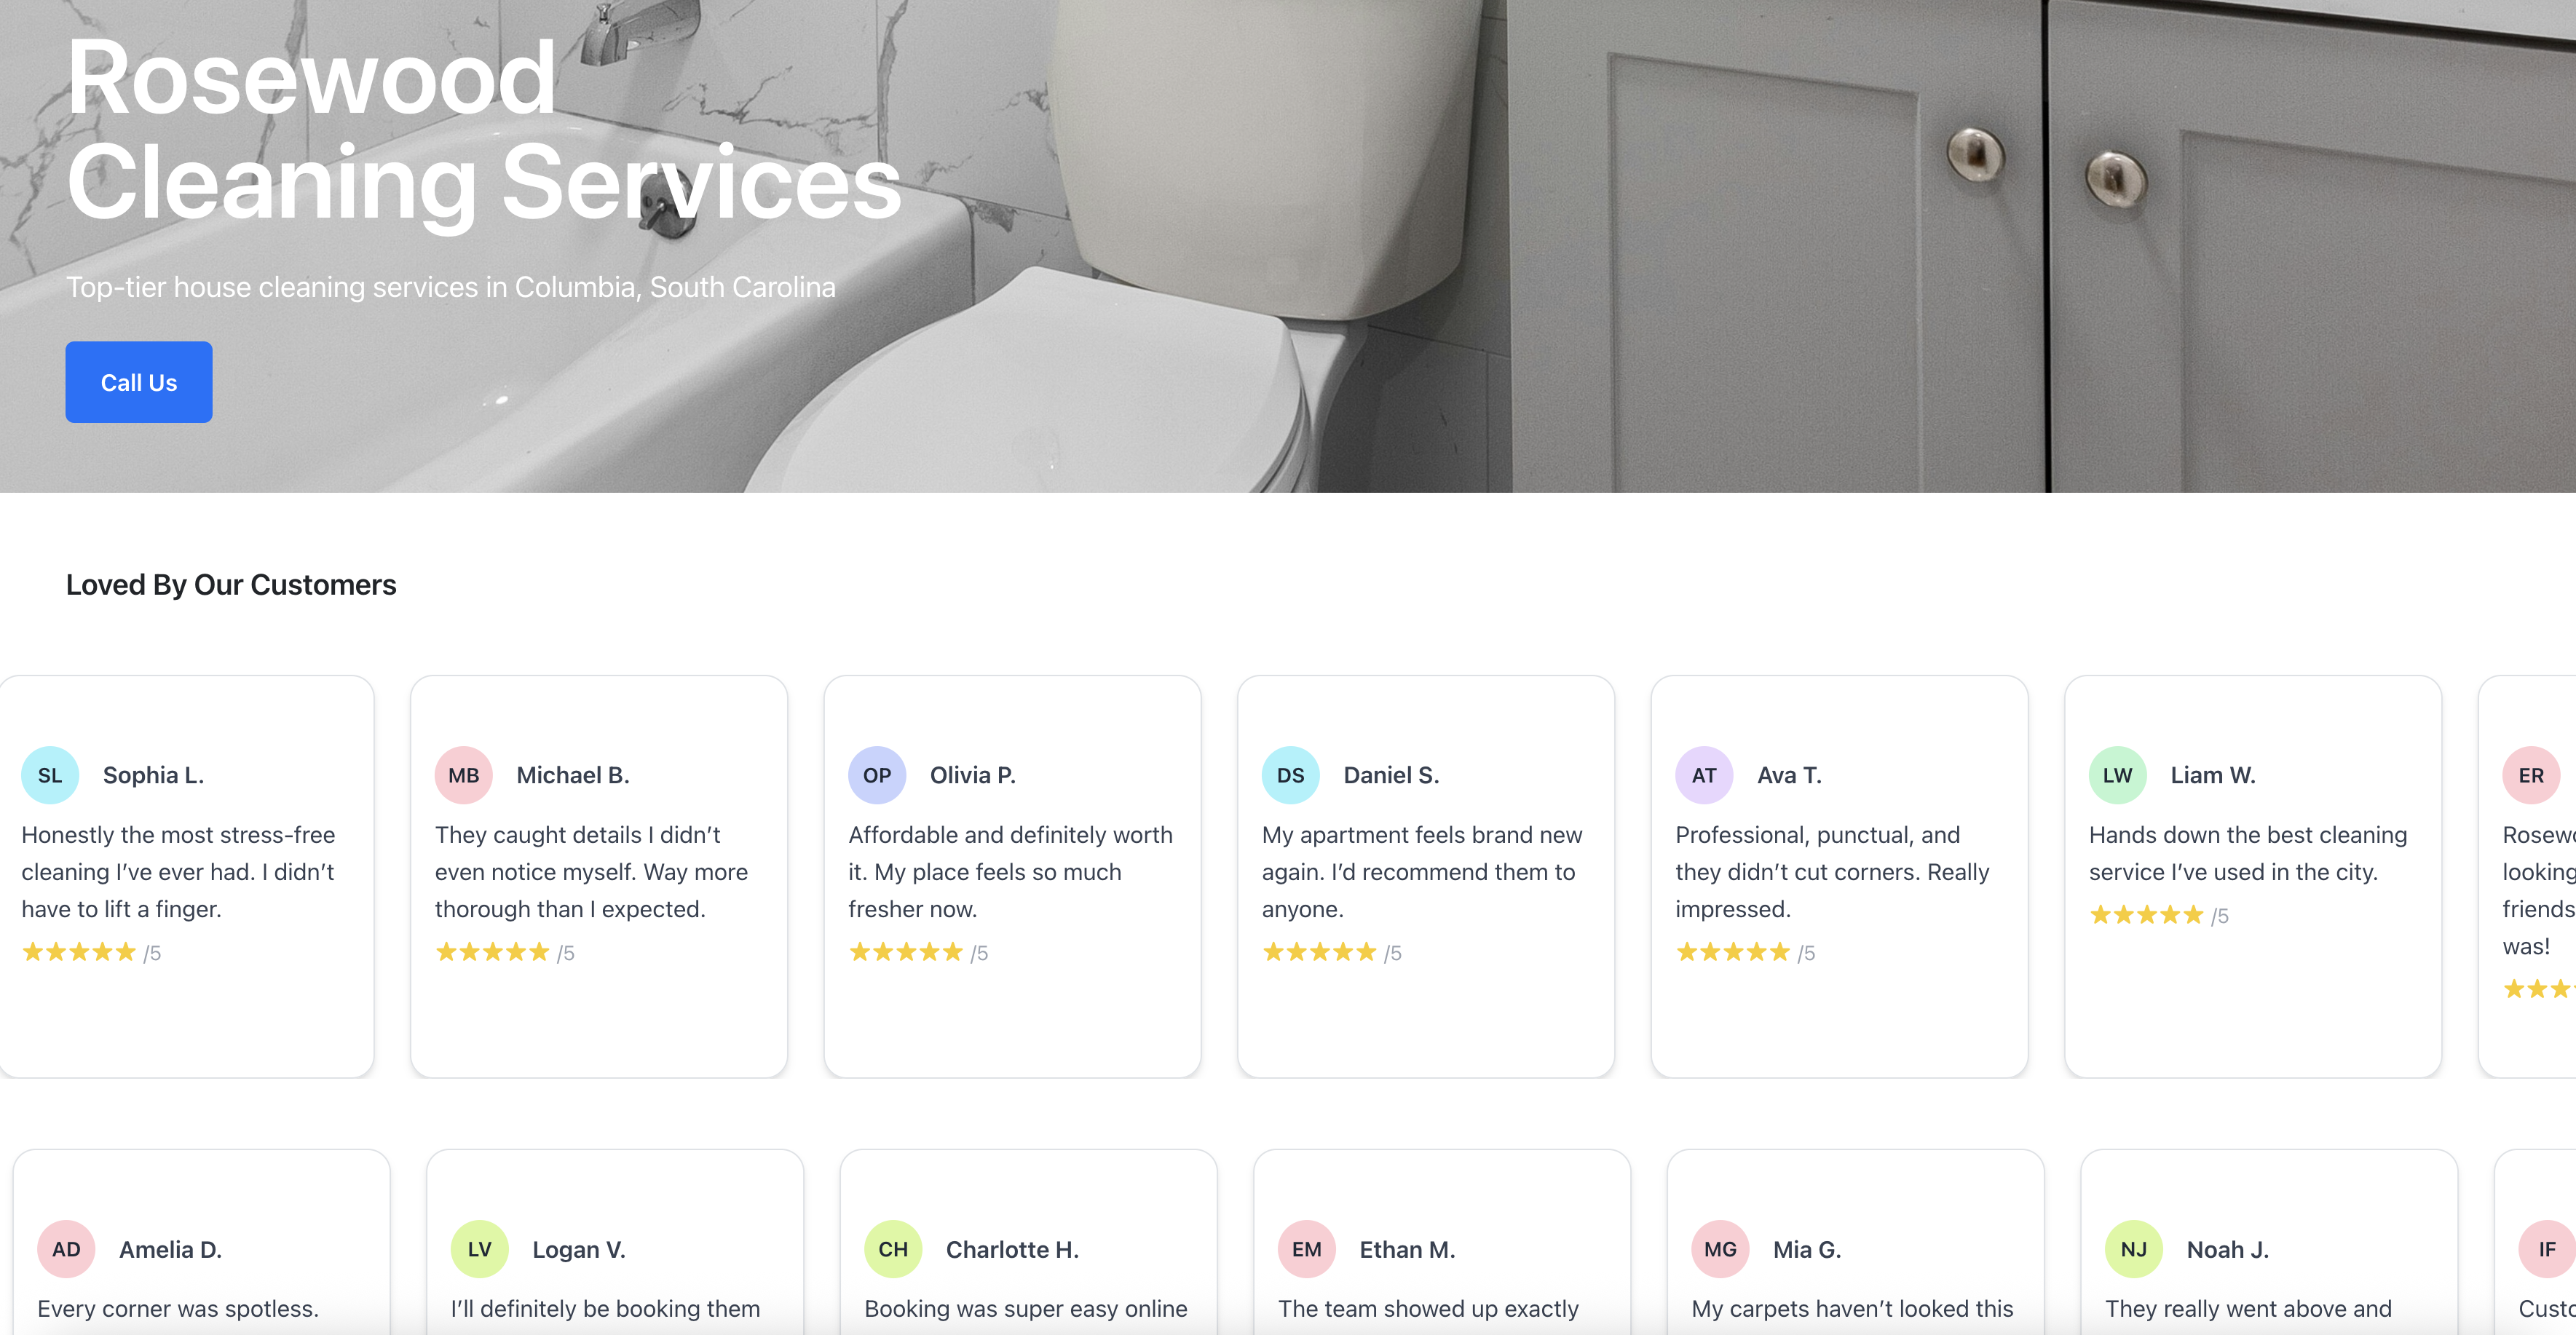 Rosewood
Cleaning Services
Top-tier house cleaning services in Columbia, South Carolina
Call Us
Loved By Our Customers
SL Sophia L.
Honestly the most stress-free
cleaning I’ve ever had. I didn’t
have to lift a finger.
/5
MB Michael B.
They caught details I didn’t
even notice myself. Way more
thorough than I expected.
/5
OP Olivia P.
Affordable and definitely worth
it. My place feels so much
fresher now.
/5
DS Daniel S.
My apartment feels brand new
again. I’d recommend them to
anyone.
/5
AT Ava T.
Professional, punctual, and
they didn’t cut corners. Really
impressed.
/5
LW Liam W.
Hands down the best cleaning
service I’ve used in the city.
/5
ER
looking
friends
was!
AD Amelia D.
Every corner was spotless.
LV Logan V.
I’ll definitely be booking them
CH Charlotte H.
Booking was super easy online
EM Ethan M.
The team showed up exactly
MG Mia G.
My carpets haven’t looked this
NJ Noah J.
They really went above and
IF